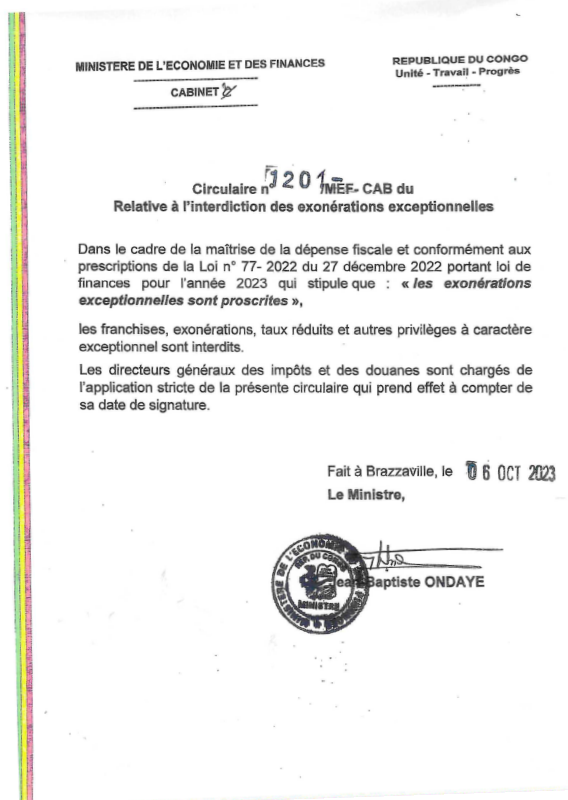 MINISTERE DE L'ECONOMIE ET DES FINANCES
CABINET
REPUBLIQUE DU CONGO
Unité - Travail - Progrès
Circulaire n° 1201-/MEF- CAB du
Relative à l'interdiction des exonérations exceptionnelles
Dans le cadre de la maîtrise de la dépense fiscale et conformément aux
prescriptions de la Loi n° 77- 2022 du 27 décembre 2022 portant loi de
finances pour l'année 2023 qui stipule que : « les exonérations
exceptionnelles sont proscrites »,
les franchises, exonérations, taux réduits et autres privilèges à caractère
exceptionnel sont interdits.
Les directeurs généraux des impôts et des douanes sont chargés de
l'application stricte de la présente circulaire qui prend effet à compter de
sa date de signature.
Fait à Brazzaville, le 06 OCT 2023
Le Ministre,
MINISTERE DE L'ECONOMIE
REP. DU CONGO
MINISTRE
Baptiste ONDAYE